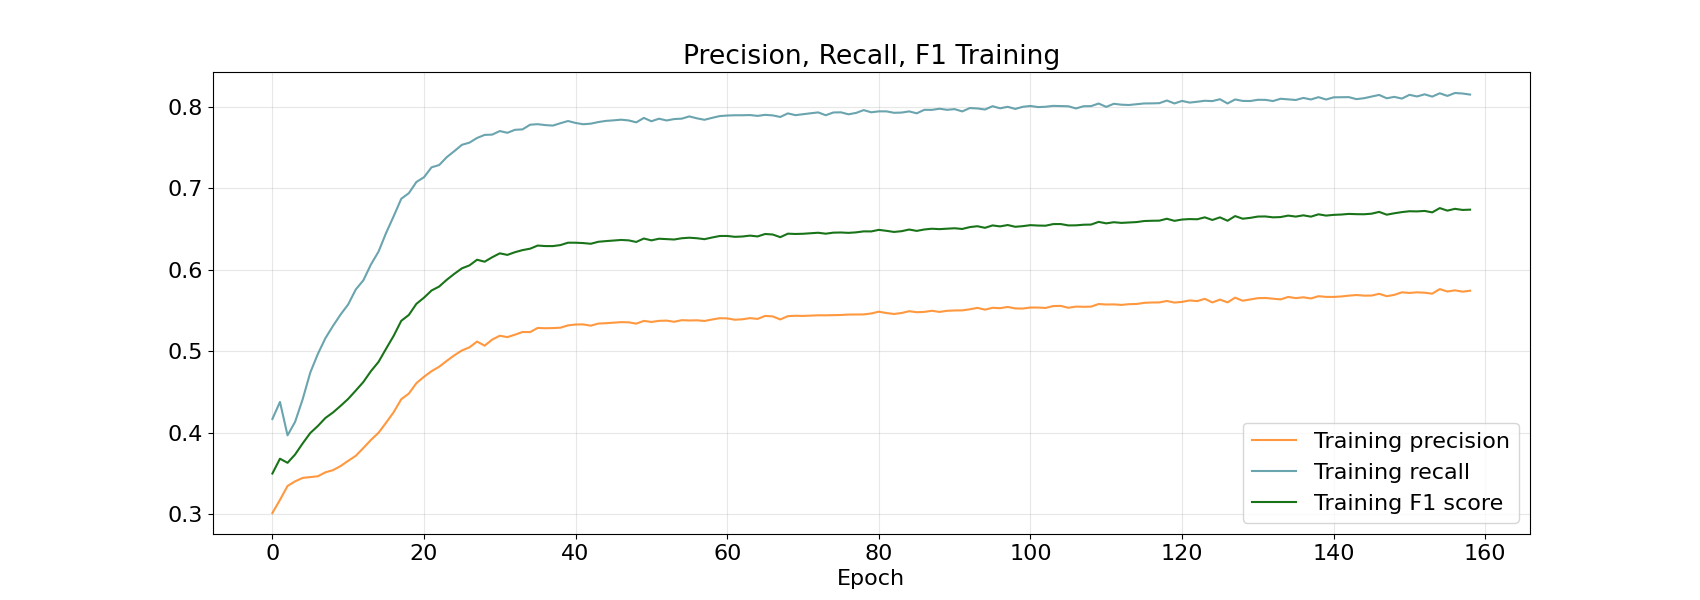 Precision, Recall, F1 Training
0.8
0.7
0.6
0.5
0.4
0.3
Training precision
Training recall
Training F1 score
0 20 40 60 80 100 120 140 160
Epoch